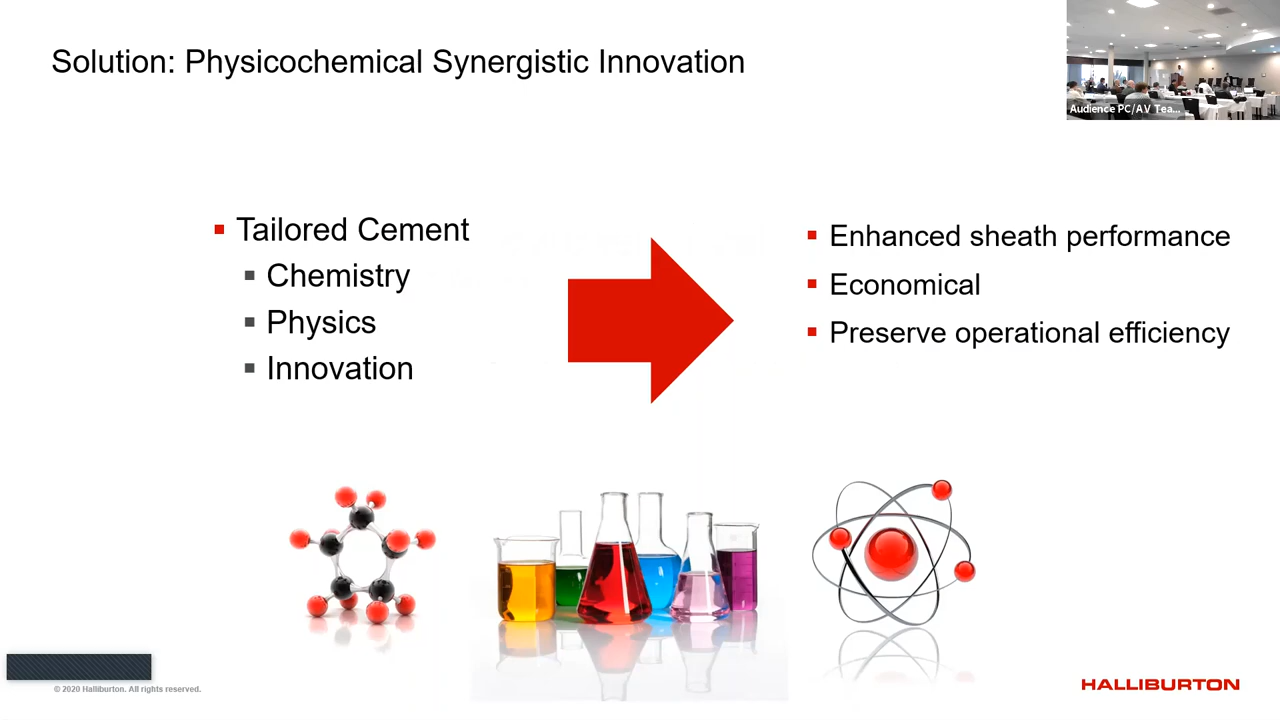 Solution: Physicochemical Synergistic Innovation
Audience PC/AV Tea...
Tailored Cement
Chemistry
Physics
Innovation
Enhanced sheath performance
Economical
Preserve operational efficiency
© 2020 Halliburton. All rights reserved.
HALLIBURTON